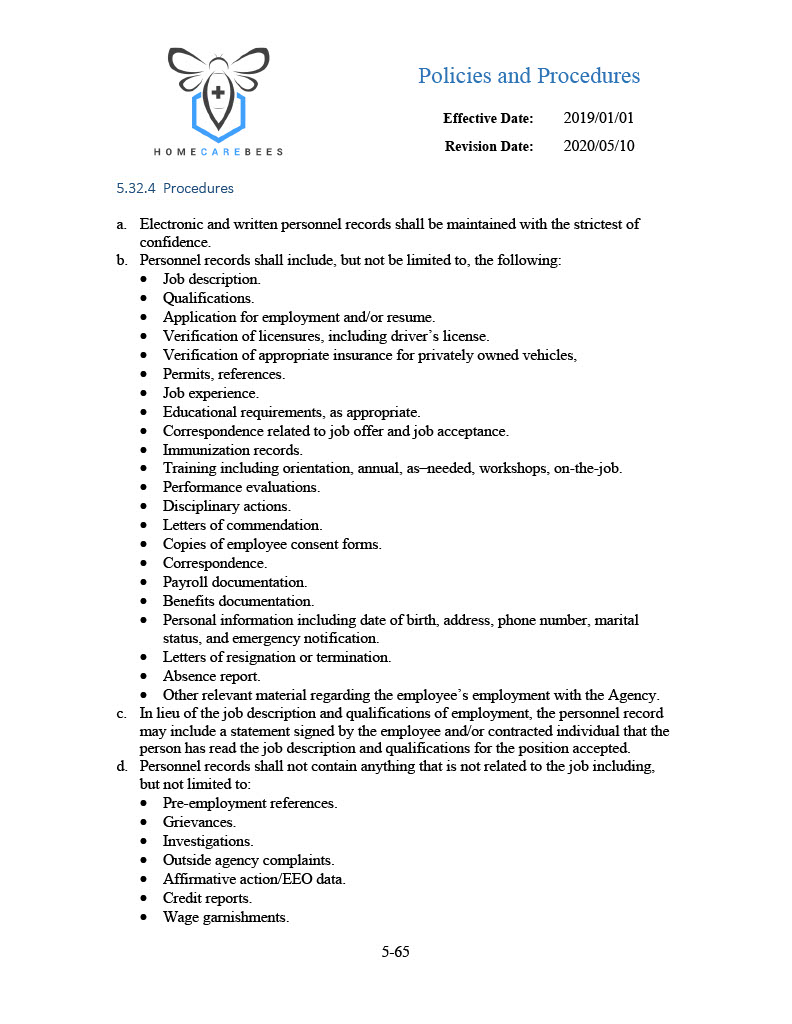 Policies and Procedures
Effective Date: 2019/01/01
Revision Date: 2020/05/10
HOMECAREBEES
5.32.4 Procedures
a. Electronic and written personnel records shall be maintained with the strictest of
confidence.
b. Personnel records shall include, but not be limited to, the following:
• Job description.
• Qualifications.
• Application for employment and/or resume.
• Verification of licensures, including driver’s license.
• Verification of appropriate insurance for privately owned vehicles,
• Permits, references.
• Job experience.
• Educational requirements, as appropriate.
• Correspondence related to job offer and job acceptance.
• Immunization records.
• Training including orientation, annual, as–needed, workshops, on-the-job.
• Performance evaluations.
• Disciplinary actions.
• Letters of commendation.
• Copies of employee consent forms.
• Correspondence.
• Payroll documentation.
• Benefits documentation.
• Personal information including date of birth, address, phone number, marital
status, and emergency notification.
• Letters of resignation or termination.
• Absence report.
• Other relevant material regarding the employee’s employment with the Agency.
c. In lieu of the job description and qualifications of employment, the personnel record
may include a statement signed by the employee and/or contracted individual that the
person has read the job description and qualifications for the position accepted.
d. Personnel records shall not contain anything that is not related to the job including,
but not limited to:
• Pre-employment references.
• Grievances.
• Investigations.
• Outside agency complaints.
• Affirmative action/EEO data.
• Credit reports.
• Wage garnishments.
5-65